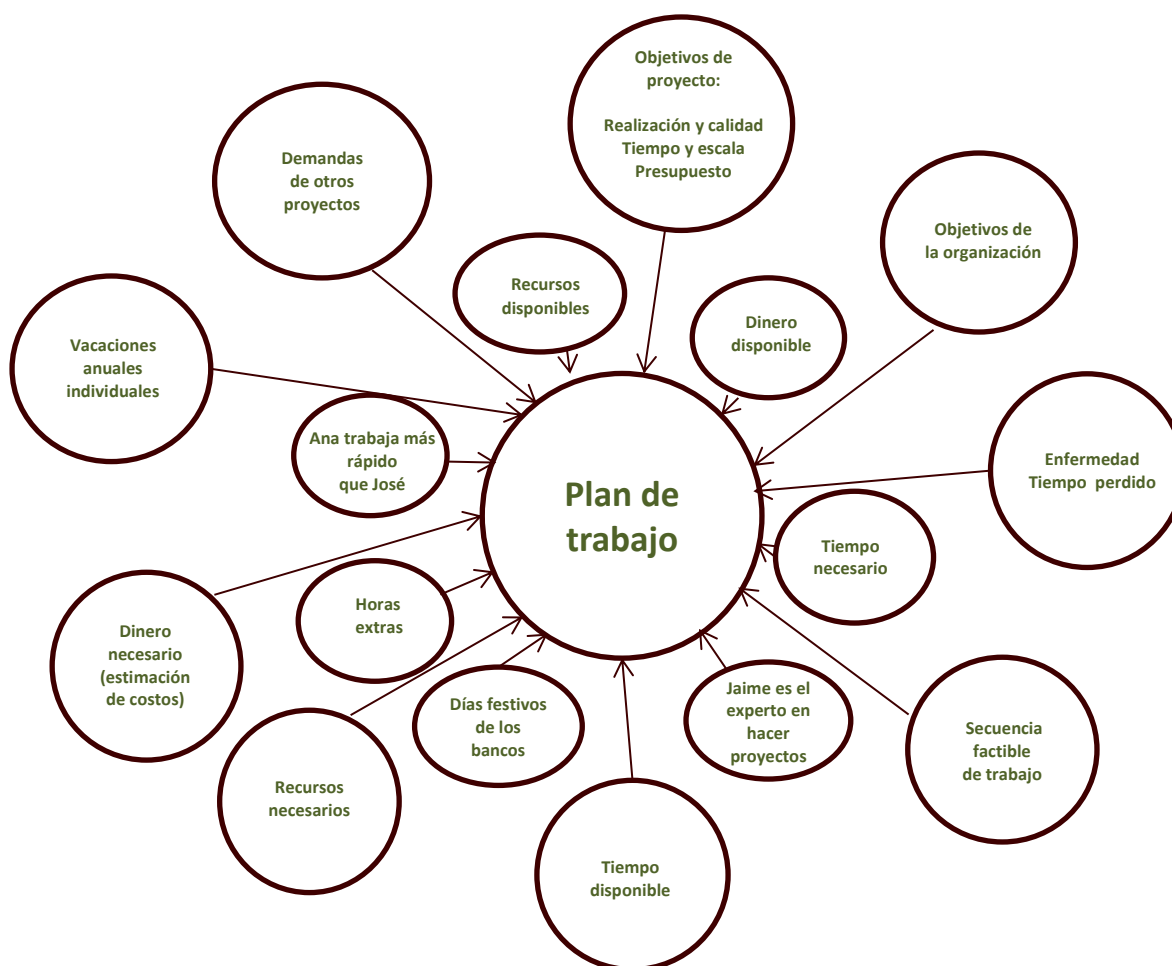 Objetivos de
proyecto:
Realización y calidad
Tiempo y escala
Presupuesto
Demandas
de otros
proyectos
Objetivos de
la organización
Recursos
disponibles
Dinero
disponible
Vacaciones
anuales
individuales
Ana trabaja más
rápido
que José
Enfermedad
Tiempo perdido
Plan de
trabajo
Tiempo
necesario
Horas
extras
Dinero
necesario
(estimación
de costos)
Días festivos
de los
bancos
Jaime es el
experto en
hacer
proyectos
Secuencia
factible
de trabajo
Recursos
necesarios
Tiempo
disponible